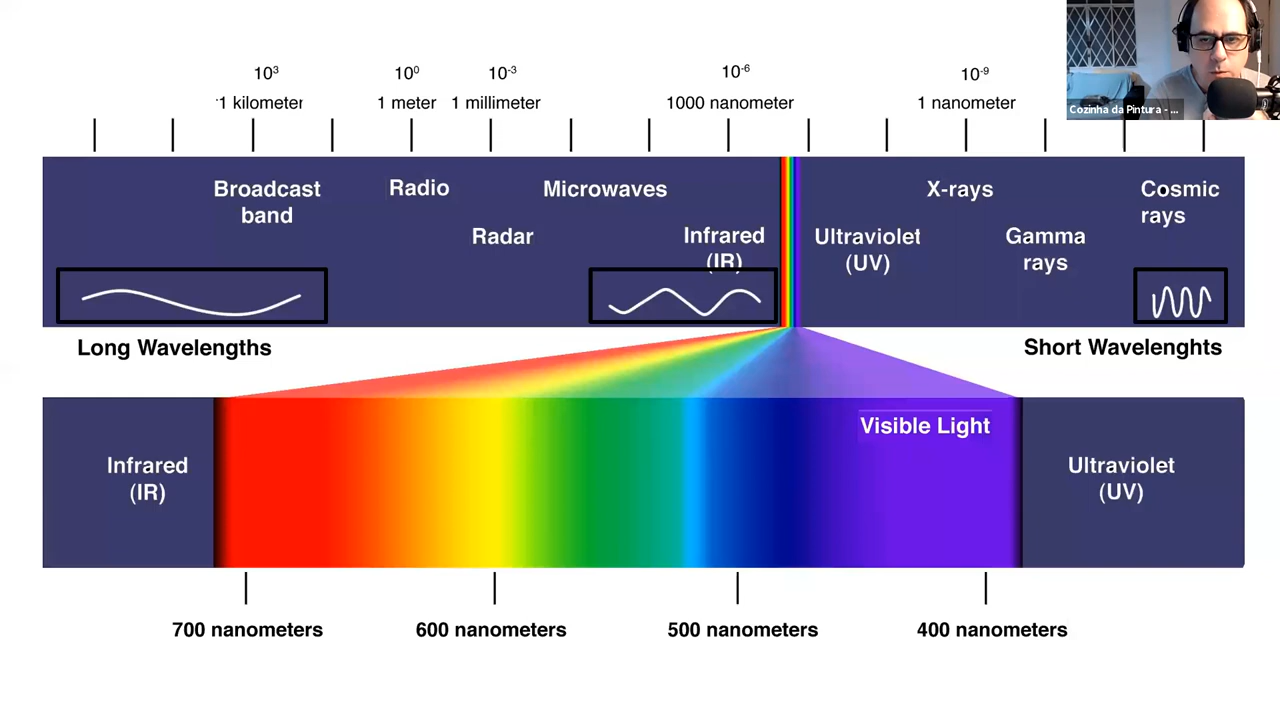 10³ 10⁰ 10⁻³ 10⁻⁶ 10⁻⁹
1 kilometer 1 meter 1 millimeter 1000 nanometer 1 nanometer
Cozinha da Pintura - ...
Broadcast
band
Radio
Microwaves
X-rays
Cosmic
rays
Radar
Infrared
(IR)
Ultraviolet
(UV)
Gamma
rays
Long Wavelengths
Short Wavelenghts
Visible Light
Infrared
(IR)
Ultraviolet
(UV)
700 nanometers 600 nanometers 500 nanometers 400 nanometers